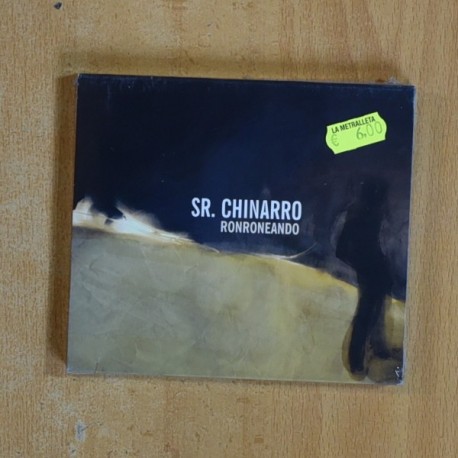 LA METRALLETA
€ 6,00
SR. CHINARRO
RONRONEANDO